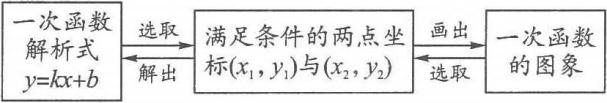 一次函数
解析式
y=kx+b
选取
解出
满足条件的两点坐
标(x₁, y₁)与(x₂, y₂)
画出
选取
一次函数
的图象